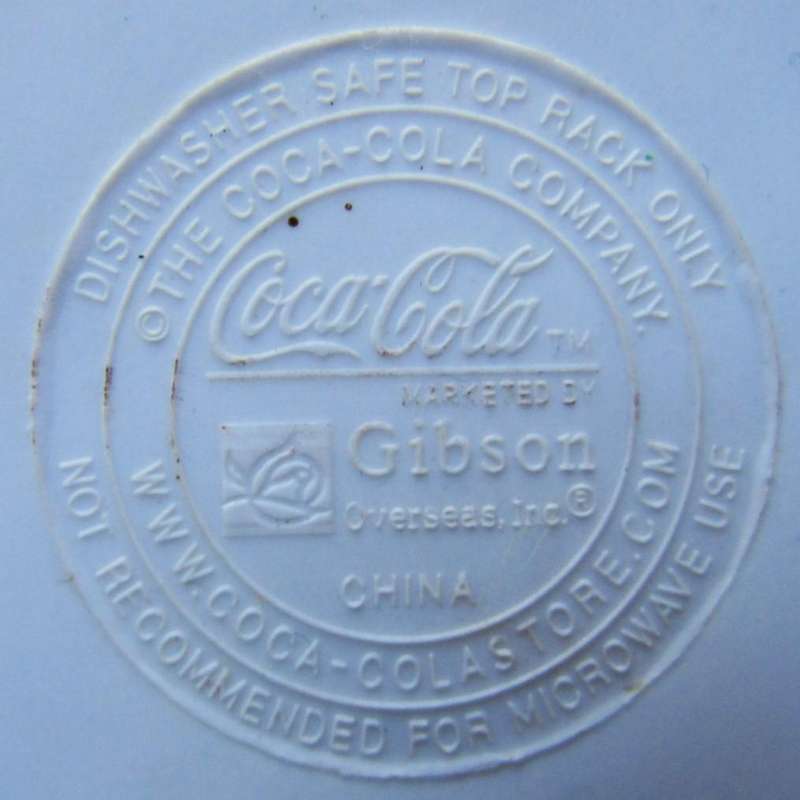 DISHWASHER SAFE TOP RACK ONLY
©THE COCA-COLA COMPANY.
Coca-Cola TM
MARKETED BY
Gibson
Overseas, Inc.®
CHINA
WWW.COCA-COLASTORE.COM
NOT RECOMMENDED FOR MICROWAVE USE